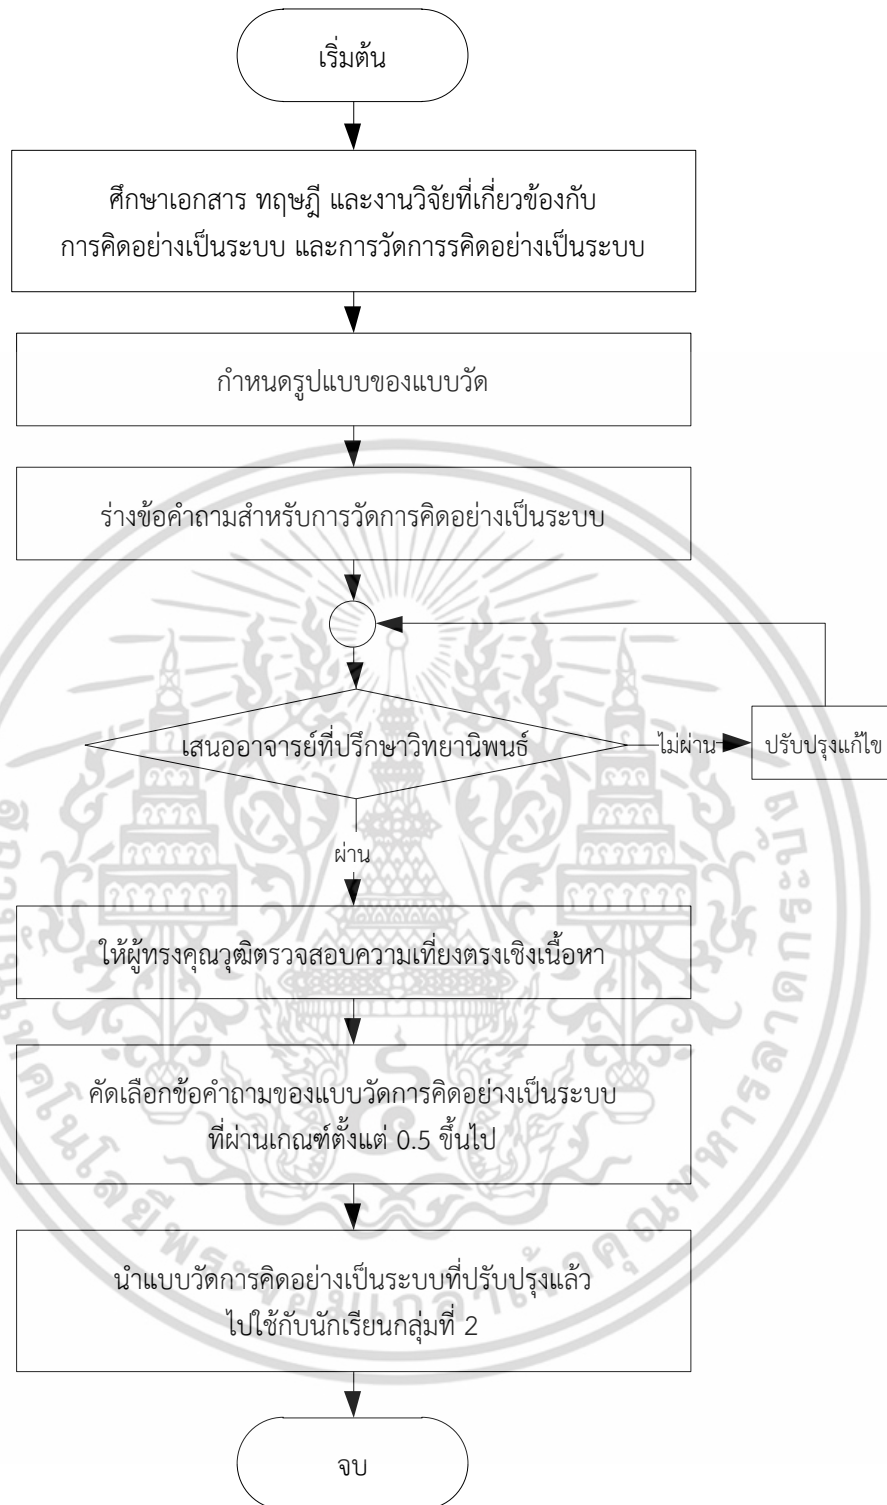 เริ่มต้น
ศึกษาเอกสาร ทฤษฎี และงานวิจัยที่เกี่ยวข้องกับ
การคิดอย่างเป็นระบบ และการวัดการรคิดอย่างเป็นระบบ
กำหนดรูปแบบของแบบวัด
ร่างข้อคำถามสำหรับการวัดการคิดอย่างเป็นระบบ
เสนออาจารย์ที่ปรึกษาวิทยานิพนธ์
ไม่ผ่าน
ปรับปรุงแก้ไข
ผ่าน
ให้ผู้ทรงคุณวุฒิตรวจสอบความเที่ยงตรงเชิงเนื้อหา
คัดเลือกข้อคำถามของแบบวัดการคิดอย่างเป็นระบบ
ที่ผ่านเกณฑ์ตั้งแต่ 0.5 ขึ้นไป
นำแบบวัดการคิดอย่างเป็นระบบที่ปรับปรุงแล้ว
ไปใช้กับนักเรียนกลุ่มที่ 2
จบ